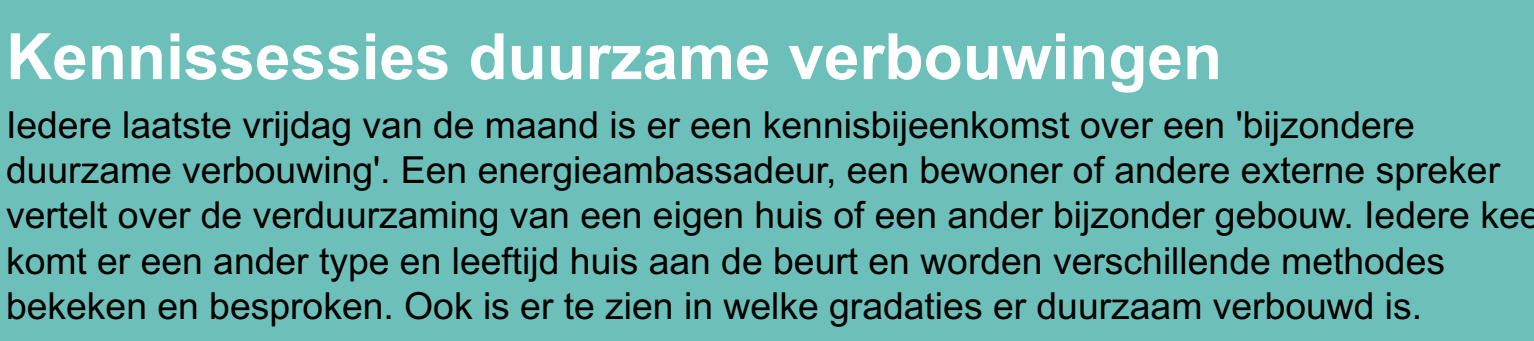 Kennissessies duurzame verbouwingen
Iedere laatste vrijdag van de maand is er een kennisbijeenkomst over een 'bijzondere
duurzame verbouwing'. Een energieambassadeur, een bewoner of andere externe spreker
vertelt over de verduurzaming van een eigen huis of een ander bijzonder gebouw. Iedere kee
komt er een ander type en leeftijd huis aan de beurt en worden verschillende methodes
bekeken en besproken. Ook is er te zien in welke gradaties er duurzaam verbouwd is.